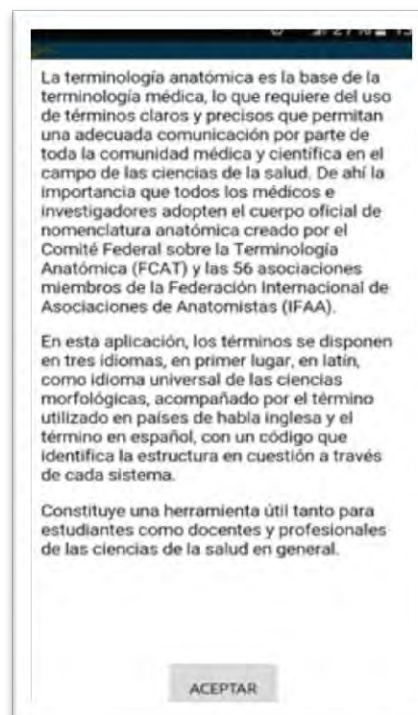 La terminología anatómica es la base de la
terminología médica, lo que requiere del uso
de términos claros y precisos que permitan
una adecuada comunicación por parte de
toda la comunidad médica y científica en el
campo de las ciencias de la salud. De ahí la
importancia que todos los médicos e
investigadores adopten el cuerpo oficial de
nomenclatura anatómica creado por el
Comité Federal sobre la Terminología
Anatómica (FCAT) y las 56 asociaciones
miembros de la Federación Internacional de
Asociaciones de Anatomistas (IFAA).
En esta aplicación, los términos se disponen
en tres idiomas, en primer lugar, en latín,
como idioma universal de las ciencias
morfológicas, acompañado por el término
utilizado en países de habla inglesa y el
término en español, con un código que
identifica la estructura en cuestión a través
de cada sistema.
Constituye una herramienta útil tanto para
estudiantes como docentes y profesionales
de las ciencias de la salud en general.
ACEPTAR